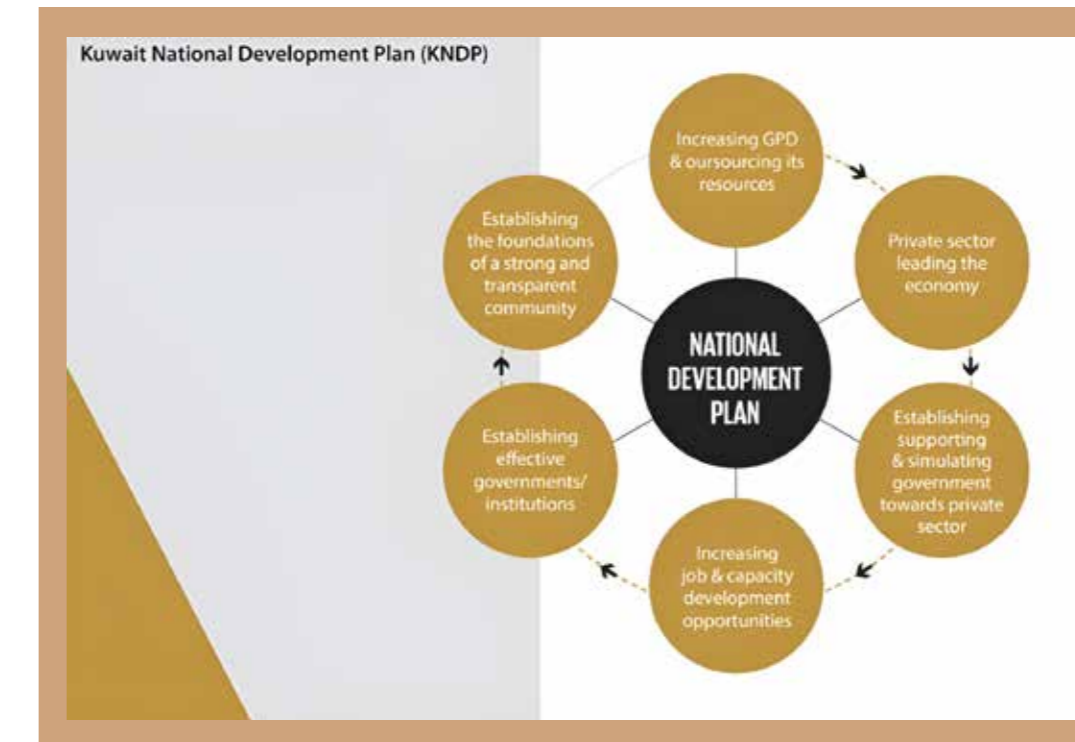 Kuwait National Development Plan (KNDP)
Increasing GPD
& oursourcing its
resources
Private sector
leading the
economy
Establishing
supporting
& simulating
government
towards private
sector
Increasing
job & capacity
development
opportunities
Establishing
effective
governments/
institutions
Establishing
the foundations
of a strong and
transparent
community
NATIONAL
DEVELOPMENT
PLAN